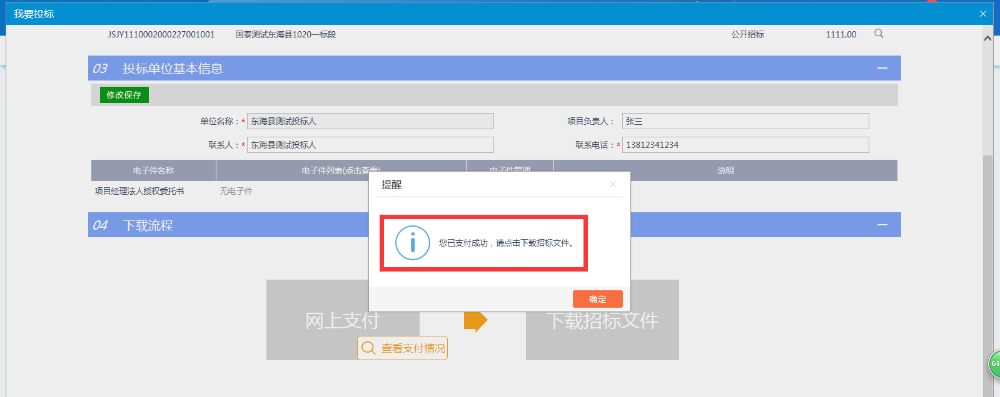 我要投标
JSJY1110002000227001001 国泰测试东海县1020一标段 公开招标 1111.00
03 投标单位基本信息
修改保存
单位名称：* 东海县测试投标人 项目负责人： 张三
联系人：* 东海县测试投标人 联系电话：* 13812341234
电子件名称 电子件列表(点击查看) 电子件管理 说明
项目经理法人授权委托书 无电子件
提醒
04 下载流程
您已支付成功，请点击下载招标文件。
确定
网上支付 下载招标文件
查看支付情况
61